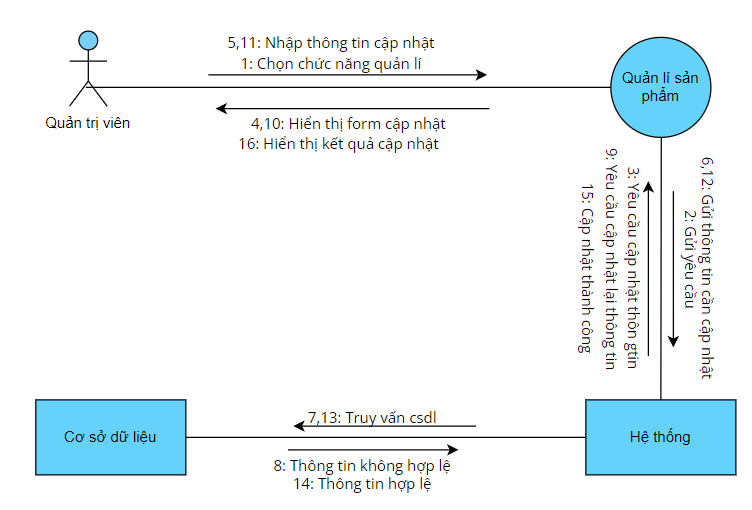 5,11: Nhập thông tin cập nhật
1: Chọn chức năng quản lí
Quản lí sản
phẩm
Quản trị viên
4,10: Hiển thị form cập nhật
16: Hiển thị kết quả cập nhật
6,12: Gửi thông tin cần cập nhật
2: Gửi yêu cầu
3: Yêu cầu cập nhật thôn gtin
9: Yêu cầu cập nhật lại thông tin
15: Cập nhật thành công
Cơ sở dữ liệu
7,13: Truy vấn csdl
Hệ thống
8: Thông tin không hợp lệ
14: Thông tin hợp lệ